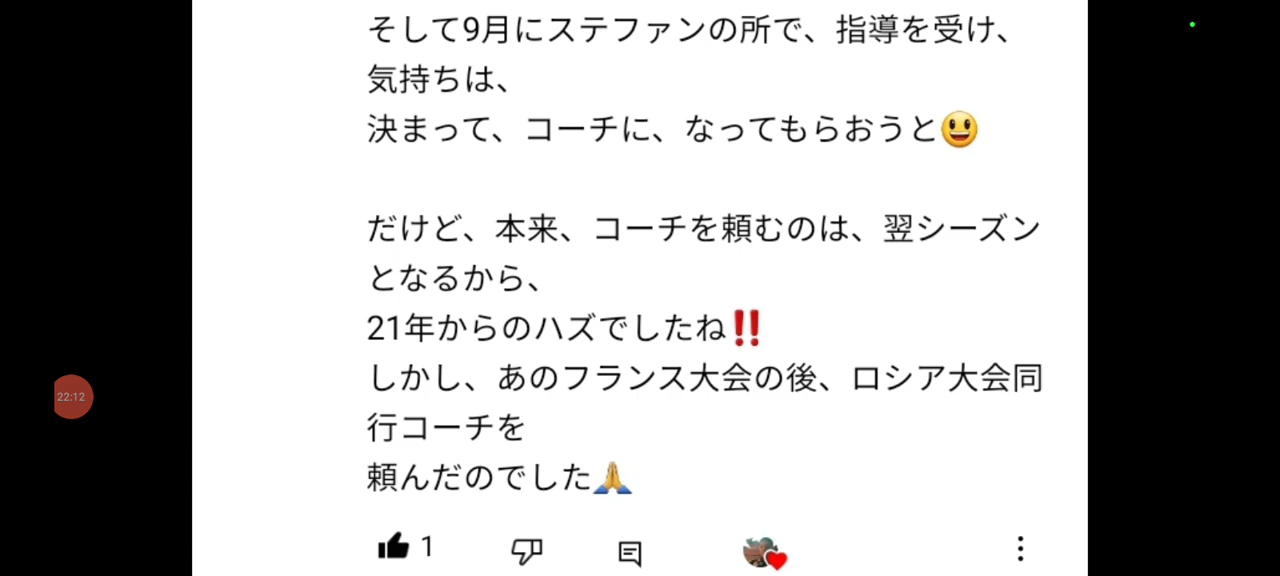 そして9月にステファンの所で、指導を受け、
気持ちは、
決まって、コーチに、なってもらおうと😃
だけど、本来、コーチを頼むのは、翌シーズン
となるから、
21年からのハズでしたね‼️
しかし、あのフランス大会の後、ロシア大会同
行コーチを
頼んだのでした🙏
1
22:12